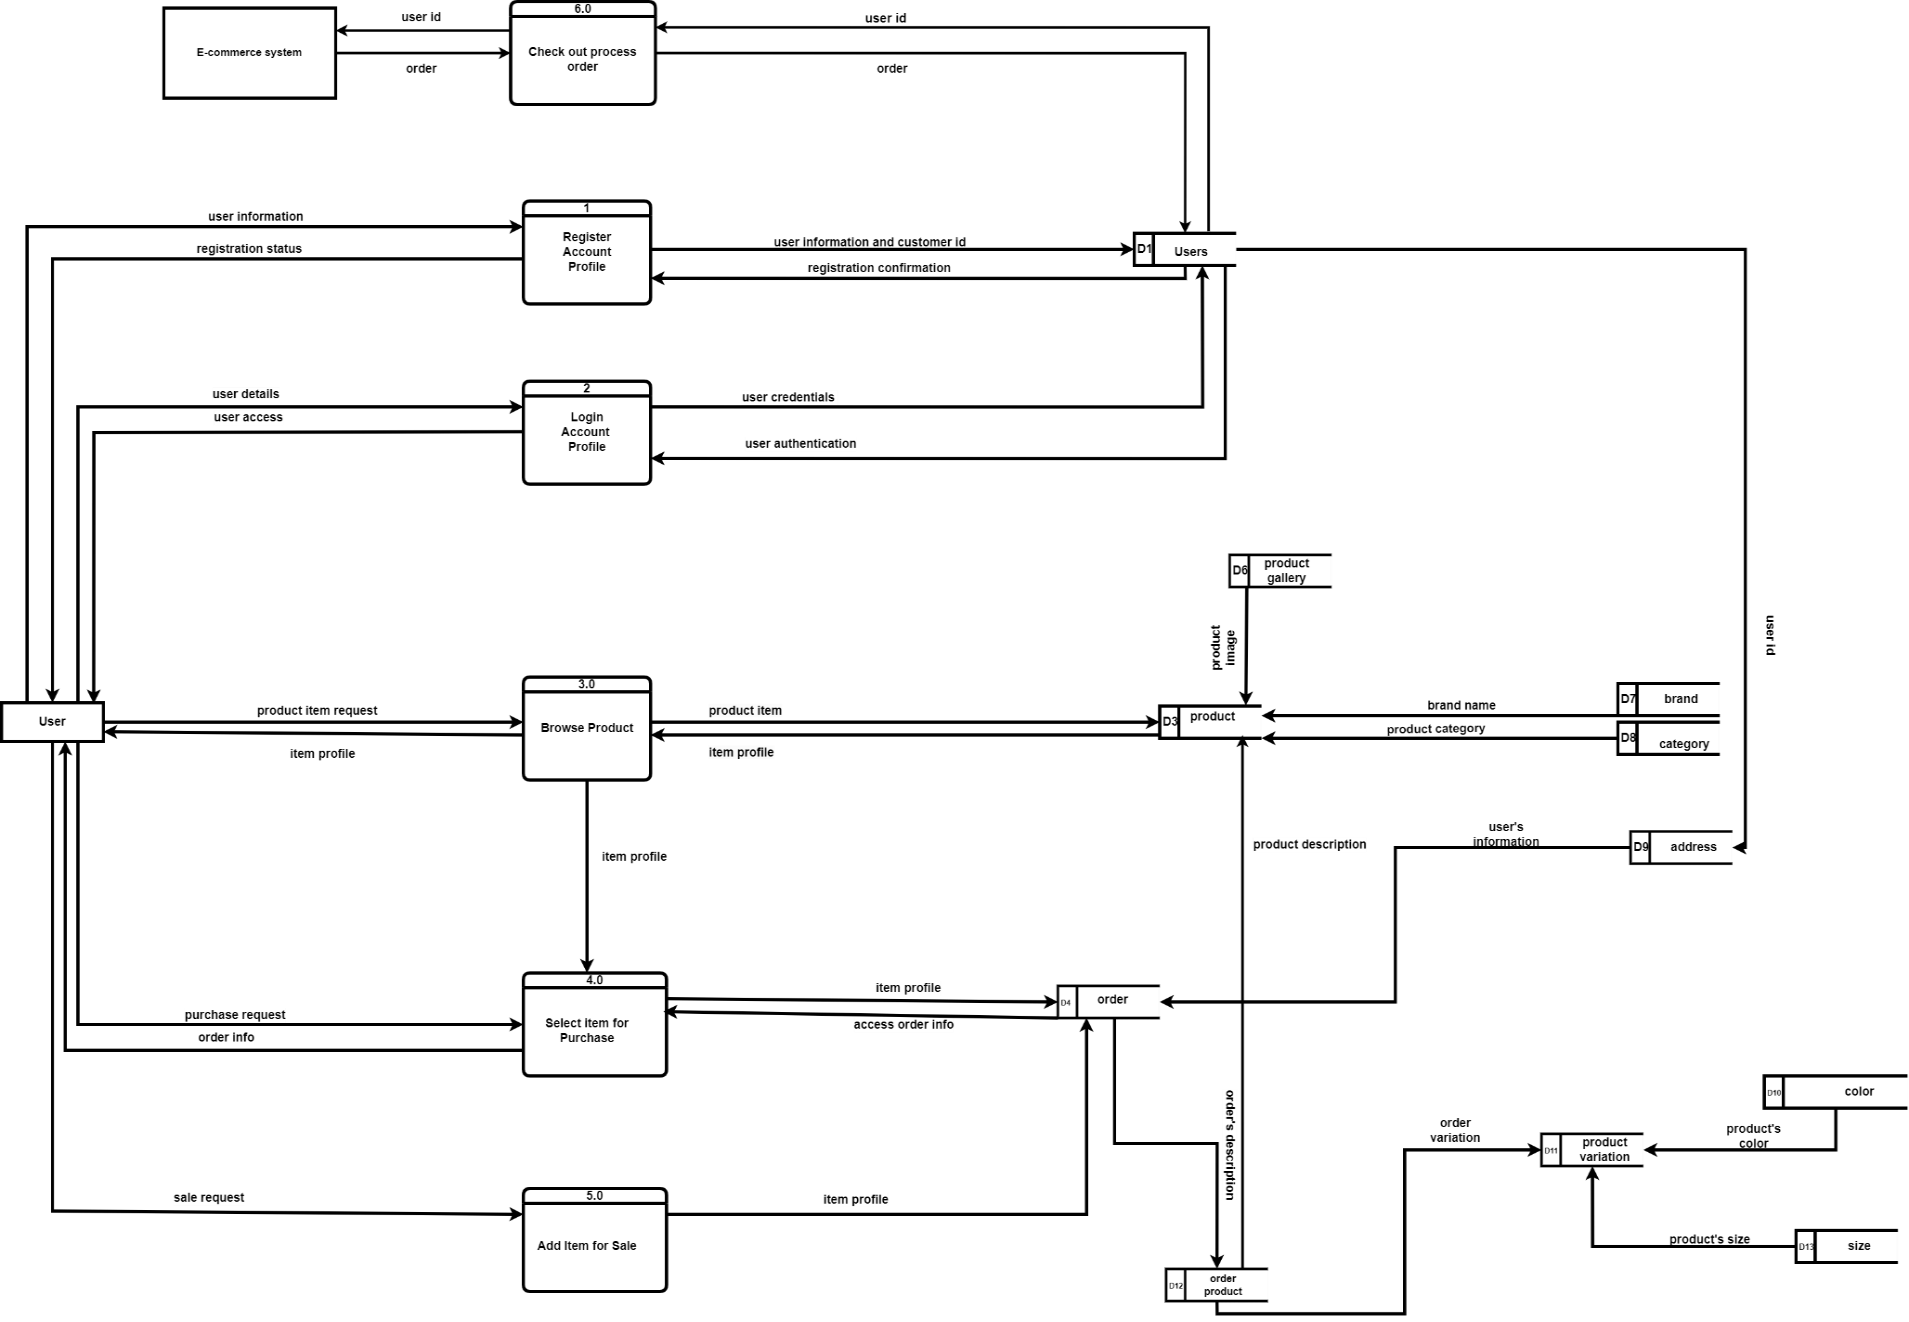 6.0
user id
user id
E-commerce system
Check out process
order
order
order
1
user information
Register
Account
Profile
registration status
user information and customer id
D1
Users
registration confirmation
2
user details
user credentials
user access
Login
Account
Profile
user authentication
D6
product
gallery
product
image
user id
3.0
product item request
product item
User
Browse Product
D3
product
brand name
D7
brand
product category
D8
category
item profile
item profile
product description
user's
information
D9
address
item profile
4.0
item profile
D4
order
purchase request
Select item for
Purchase
access order info
order info
order's description
D10
color
order
variation
product's
color
D11
product
variation
5.0
sale request
item profile
Add Item for Sale
product's size
D13
size
D12
order
product